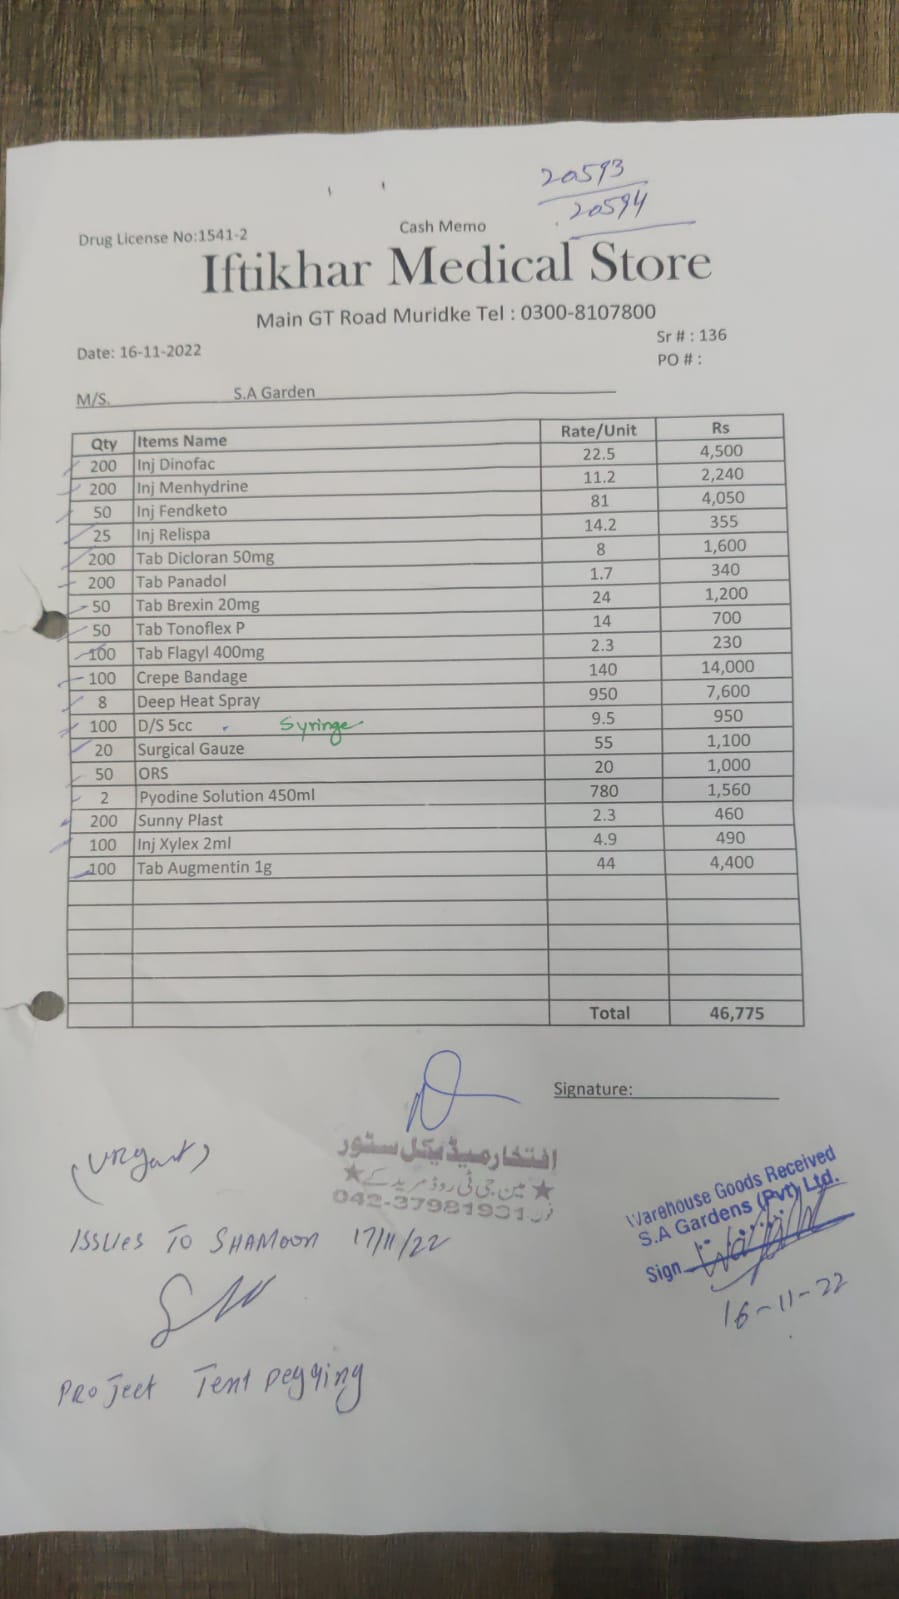 20593
20594
Drug License No:1541-2 Cash Memo
Iftikhar Medical Store
Main GT Road Muridke Tel : 0300-8107800
Sr # : 136
Date: 16-11-2022
PO # :
M/S. S.A Garden
Qty Items Name Rate/Unit Rs
200 Inj Dinofac 22.5 4,500
200 Inj Menhydrine 11.2 2,240
50 Inj Fendketo 81 4,050
25 Inj Relispa 14.2 355
200 Tab Dicloran 50mg 8 1,600
200 Tab Panadol 1.7 340
50 Tab Brexin 20mg 24 1,200
50 Tab Tonoflex P 14 700
100 Tab Flagyl 400mg 2.3 230
100 Crepe Bandage 140 14,000
8 Deep Heat Spray 950 7,600
100 D/S 5cc Syringe 9.5 950
20 Surgical Gauze 55 1,100
50 ORS 20 1,000
2 Pyodine Solution 450ml 780 1,560
200 Sunny Plast 2.3 460
100 Inj Xylex 2ml 4.9 490
100 Tab Augmentin 1g 44 4,400
Total 46,775
Signature:
(Urgent)
افتخار میڈیکل سٹور
مین جی ٹی روڈ مریدکے
فون 042-37981931
Warehouse Goods Received
S.A Gardens (Pvt) Ltd.
Sign
16-11-22
ISSUes To SHAMoon 17/11/22
PRoJect Tent pegging